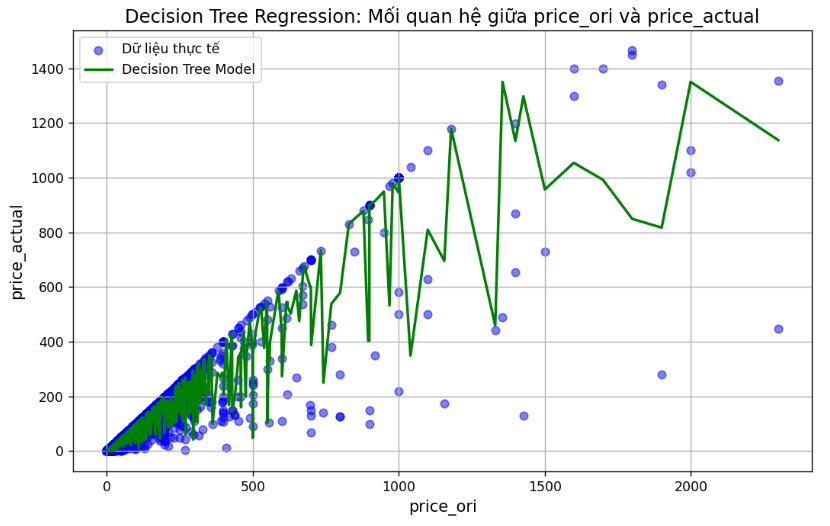 Decision Tree Regression: Mối quan hệ giữa price_ori và price_actual
Dữ liệu thực tế
Decision Tree Model
price_actual
1400
1200
1000
800
600
400
200
0
0
500
1000
1500
2000
price_ori